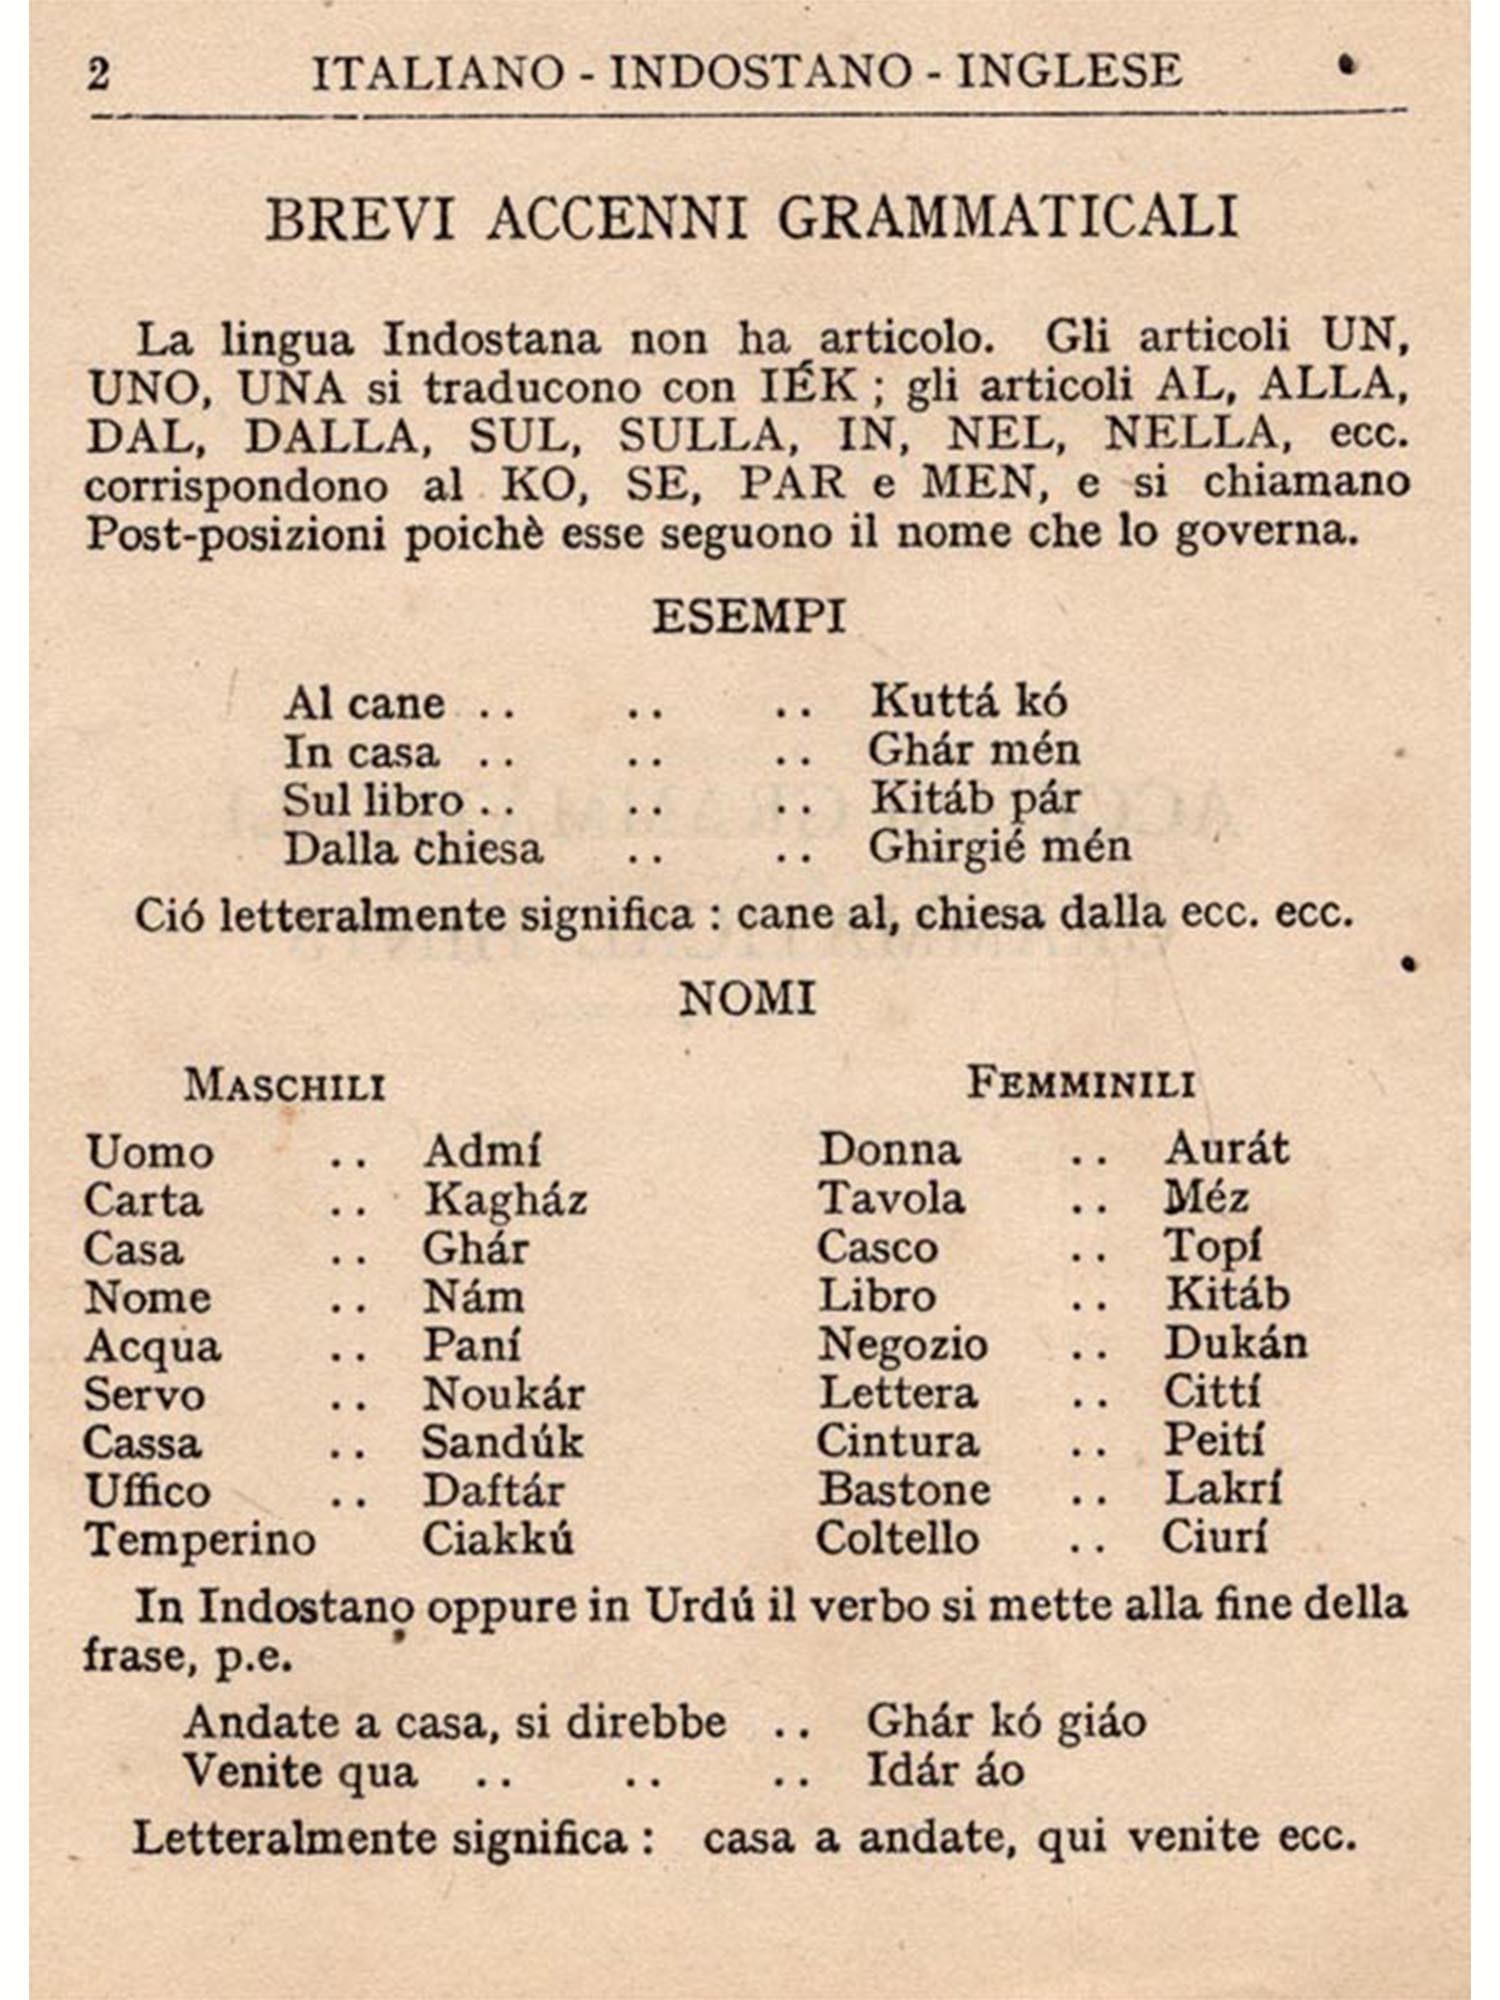 2 ITALIANO - INDOSTANO - INGLESE
BREVI ACCENNI GRAMMATICALI
La lingua Indostana non ha articolo. Gli articoli UN,
UNO, UNA si traducono con IÉK ; gli articoli AL, ALLA,
DAL, DALLA, SUL, SULLA, IN, NEL, NELLA, ecc.
corrispondono al KO, SE, PAR e MEN, e si chiamano
Post-posizioni poichè esse seguono il nome che lo governa.
ESEMPI
Al cane .. .. .. Kuttá kó
In casa .. .. .. Ghár mén
Sul libro .. .. .. Kitáb pár
Dalla chiesa .. .. Ghirgié mén
Ció letteralmente significa : cane al, chiesa dalla ecc. ecc.
NOMI
MASCHILI FEMMINILI
Uomo .. Admí Donna .. Aurát
Carta .. Kagház Tavola .. Méz
Casa .. Ghár Casco .. Topí
Nome .. Nám Libro .. Kitáb
Acqua .. Paní Negozio .. Dukán
Servo .. Noukár Lettera .. Cittí
Cassa .. Sandúk Cintura .. Peití
Uffico .. Daftár Bastone .. Lakrí
Temperino Ciakkú Coltello .. Ciurí
In Indostano oppure in Urdú il verbo si mette alla fine della
frase, p.e.
Andate a casa, si direbbe .. Ghár kó giáo
Venite qua .. .. .. Idár áo
Letteralmente significa : casa a andate, qui venite ecc.